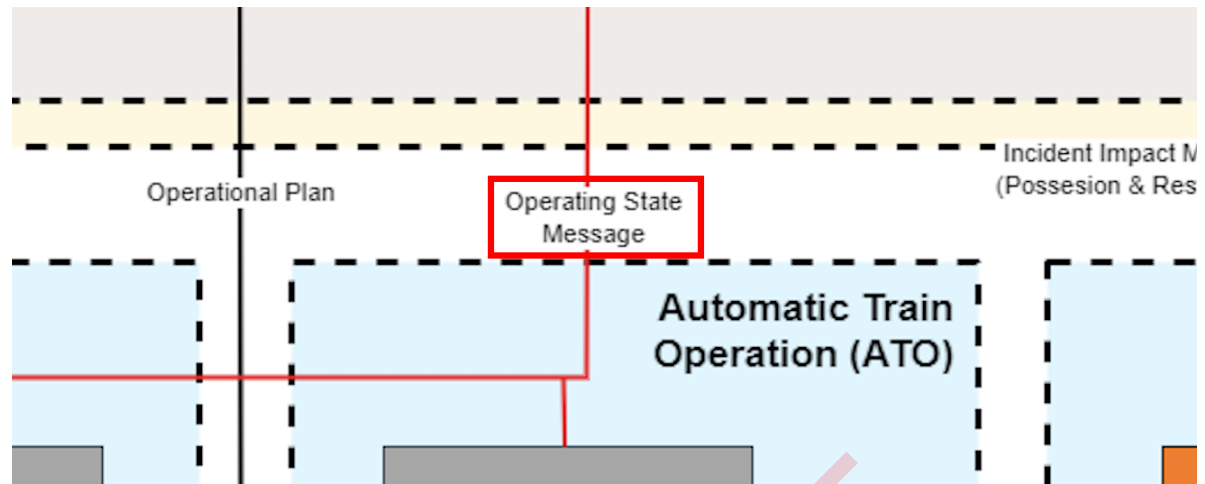 Operational Plan
Operating State
Message
Incident Impact M
(Possesion & Res
Automatic Train
Operation (ATO)